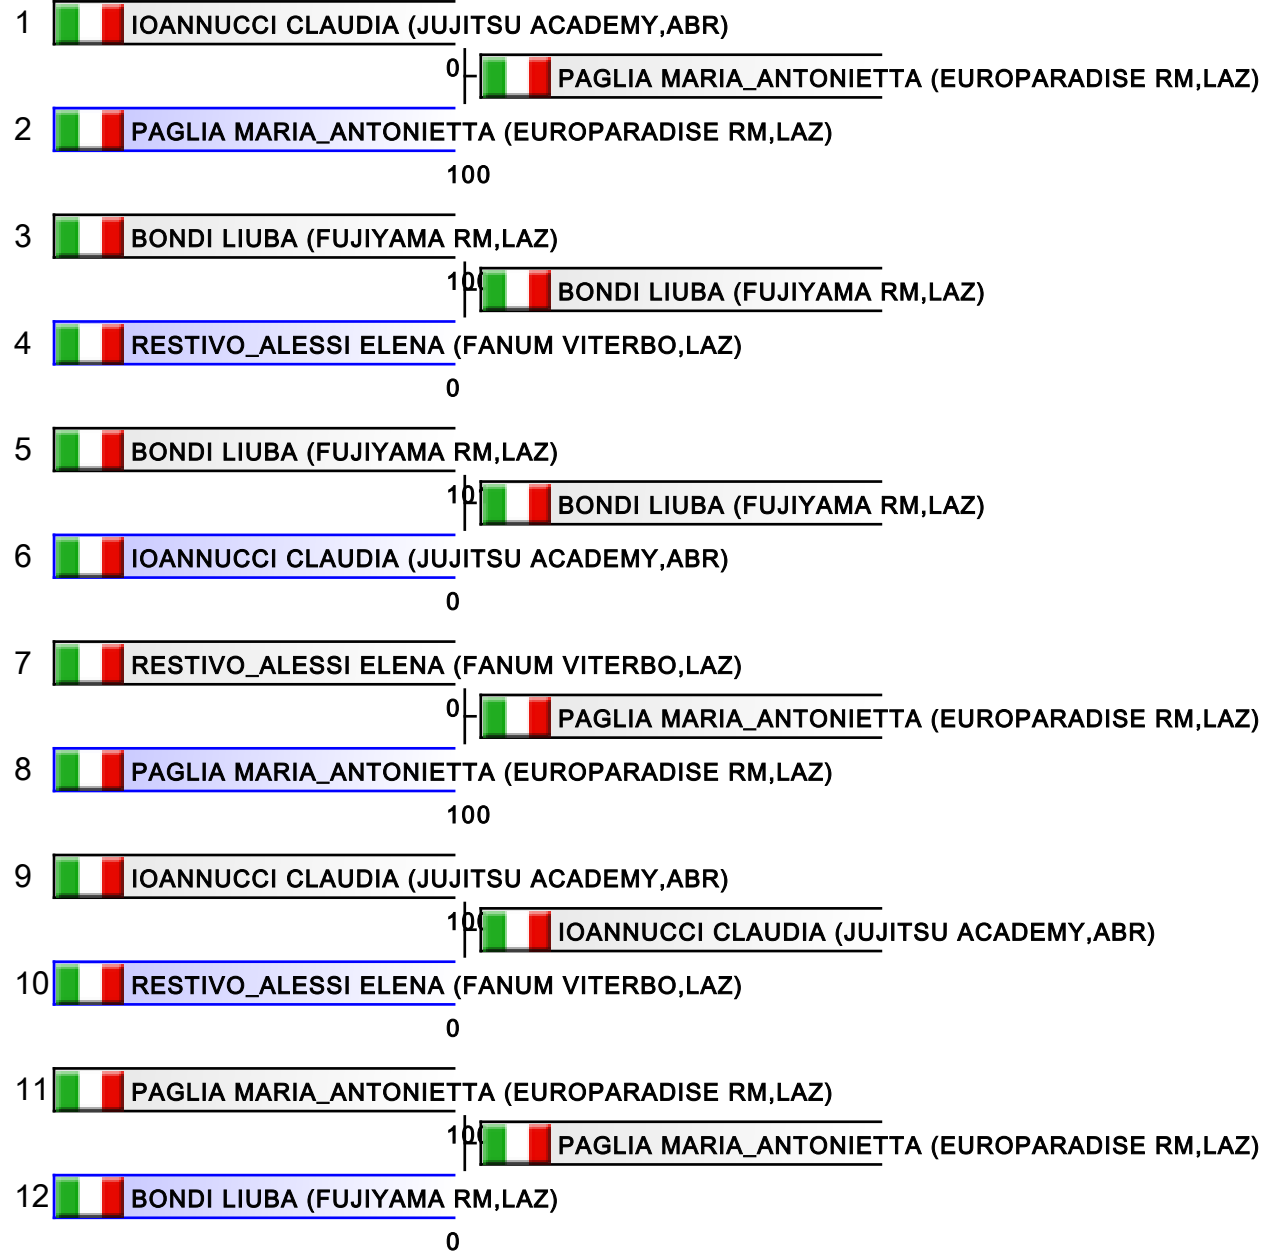 1 IOANNUCCI CLAUDIA (JUJITSU ACADEMY,ABR)
0
PAGLIA MARIA_ANTONIETTA (EUROPARADISE RM,LAZ)
2 PAGLIA MARIA_ANTONIETTA (EUROPARADISE RM,LAZ)
100
3 BONDI LIUBA (FUJIYAMA RM,LAZ)
BONDI LIUBA (FUJIYAMA RM,LAZ)
4 RESTIVO_ALESSI ELENA (FANUM VITERBO,LAZ)
0
5 BONDI LIUBA (FUJIYAMA RM,LAZ)
BONDI LIUBA (FUJIYAMA RM,LAZ)
6 IOANNUCCI CLAUDIA (JUJITSU ACADEMY,ABR)
0
7 RESTIVO_ALESSI ELENA (FANUM VITERBO,LAZ)
0
PAGLIA MARIA_ANTONIETTA (EUROPARADISE RM,LAZ)
8 PAGLIA MARIA_ANTONIETTA (EUROPARADISE RM,LAZ)
100
9 IOANNUCCI CLAUDIA (JUJITSU ACADEMY,ABR)
IOANNUCCI CLAUDIA (JUJITSU ACADEMY,ABR)
10 RESTIVO_ALESSI ELENA (FANUM VITERBO,LAZ)
0
11 PAGLIA MARIA_ANTONIETTA (EUROPARADISE RM,LAZ)
PAGLIA MARIA_ANTONIETTA (EUROPARADISE RM,LAZ)
12 BONDI LIUBA (FUJIYAMA RM,LAZ)
0